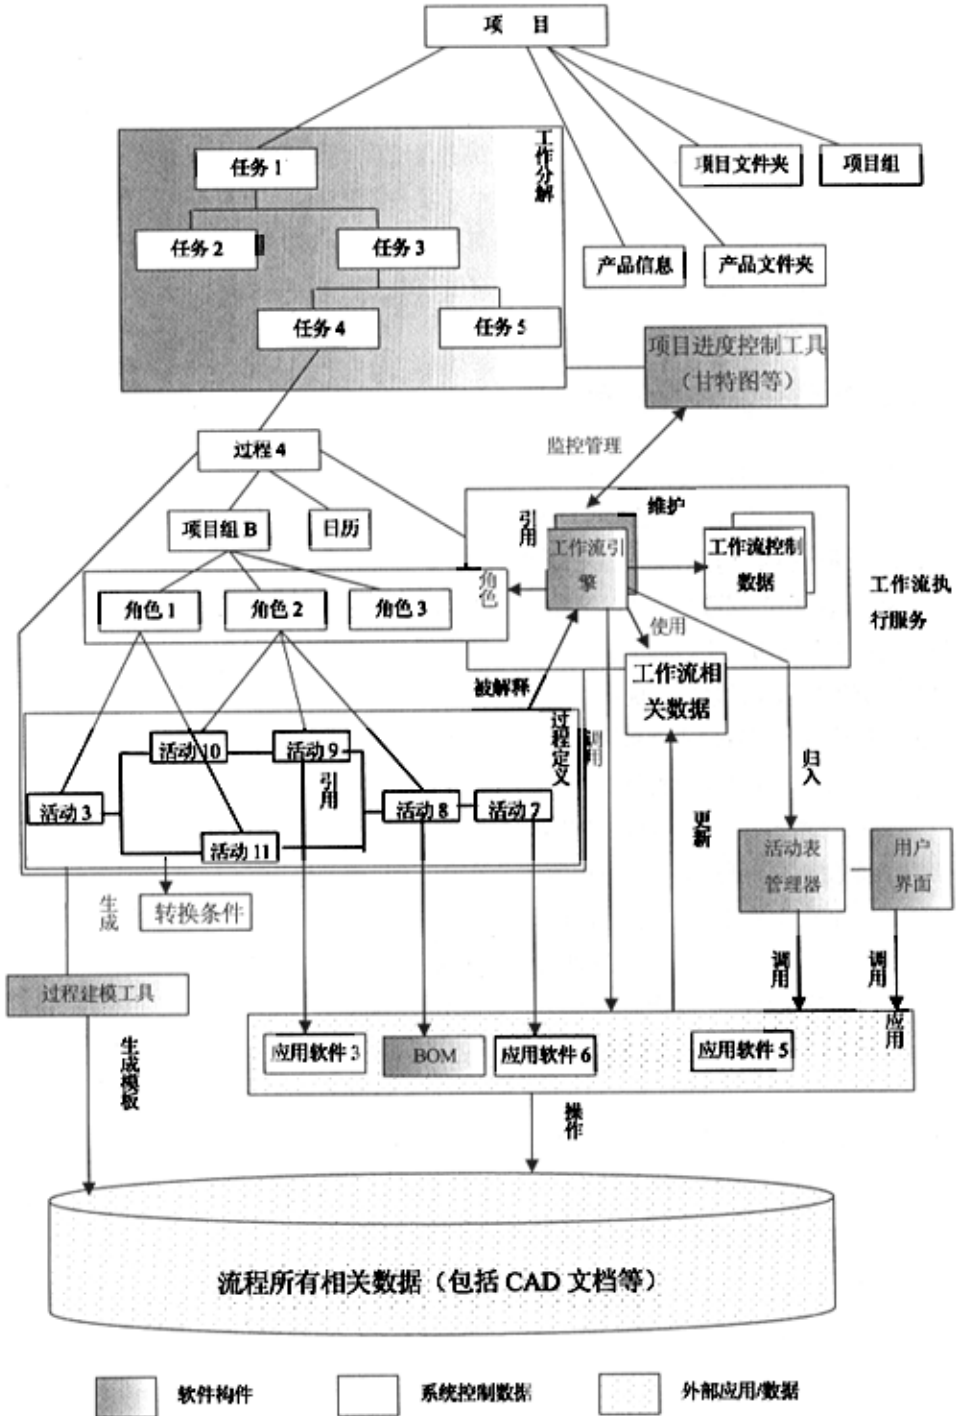 项 目
任务 1
工作分解
项目文件夹
项目组
任务 2
任务 3
产品信息
产品文件夹
任务 4
任务 5
项目进度控制工具
（甘特图等）
监控管理
过程 4
项目组 B
日历
引用
维护
工作流引
擎
工作流控制
数据
工作流执
行服务
角色
角色 1
角色 2
角色 3
使用
工作流相
关数据
被解释
过程定义
调用
归入
活动 10
活动 9
引用
活动 3
活动 8
活动 7
活动 11
更新
活动表
管理器
用户
界面
生成
转换条件
调用
调用
过程建模工具
应用
生成模板
应用软件 3
BOM
应用软件 6
应用软件 5
操作
流程所有相关数据（包括 CAD 文档等）
软件构件
系统控制数据
外部应用/数据